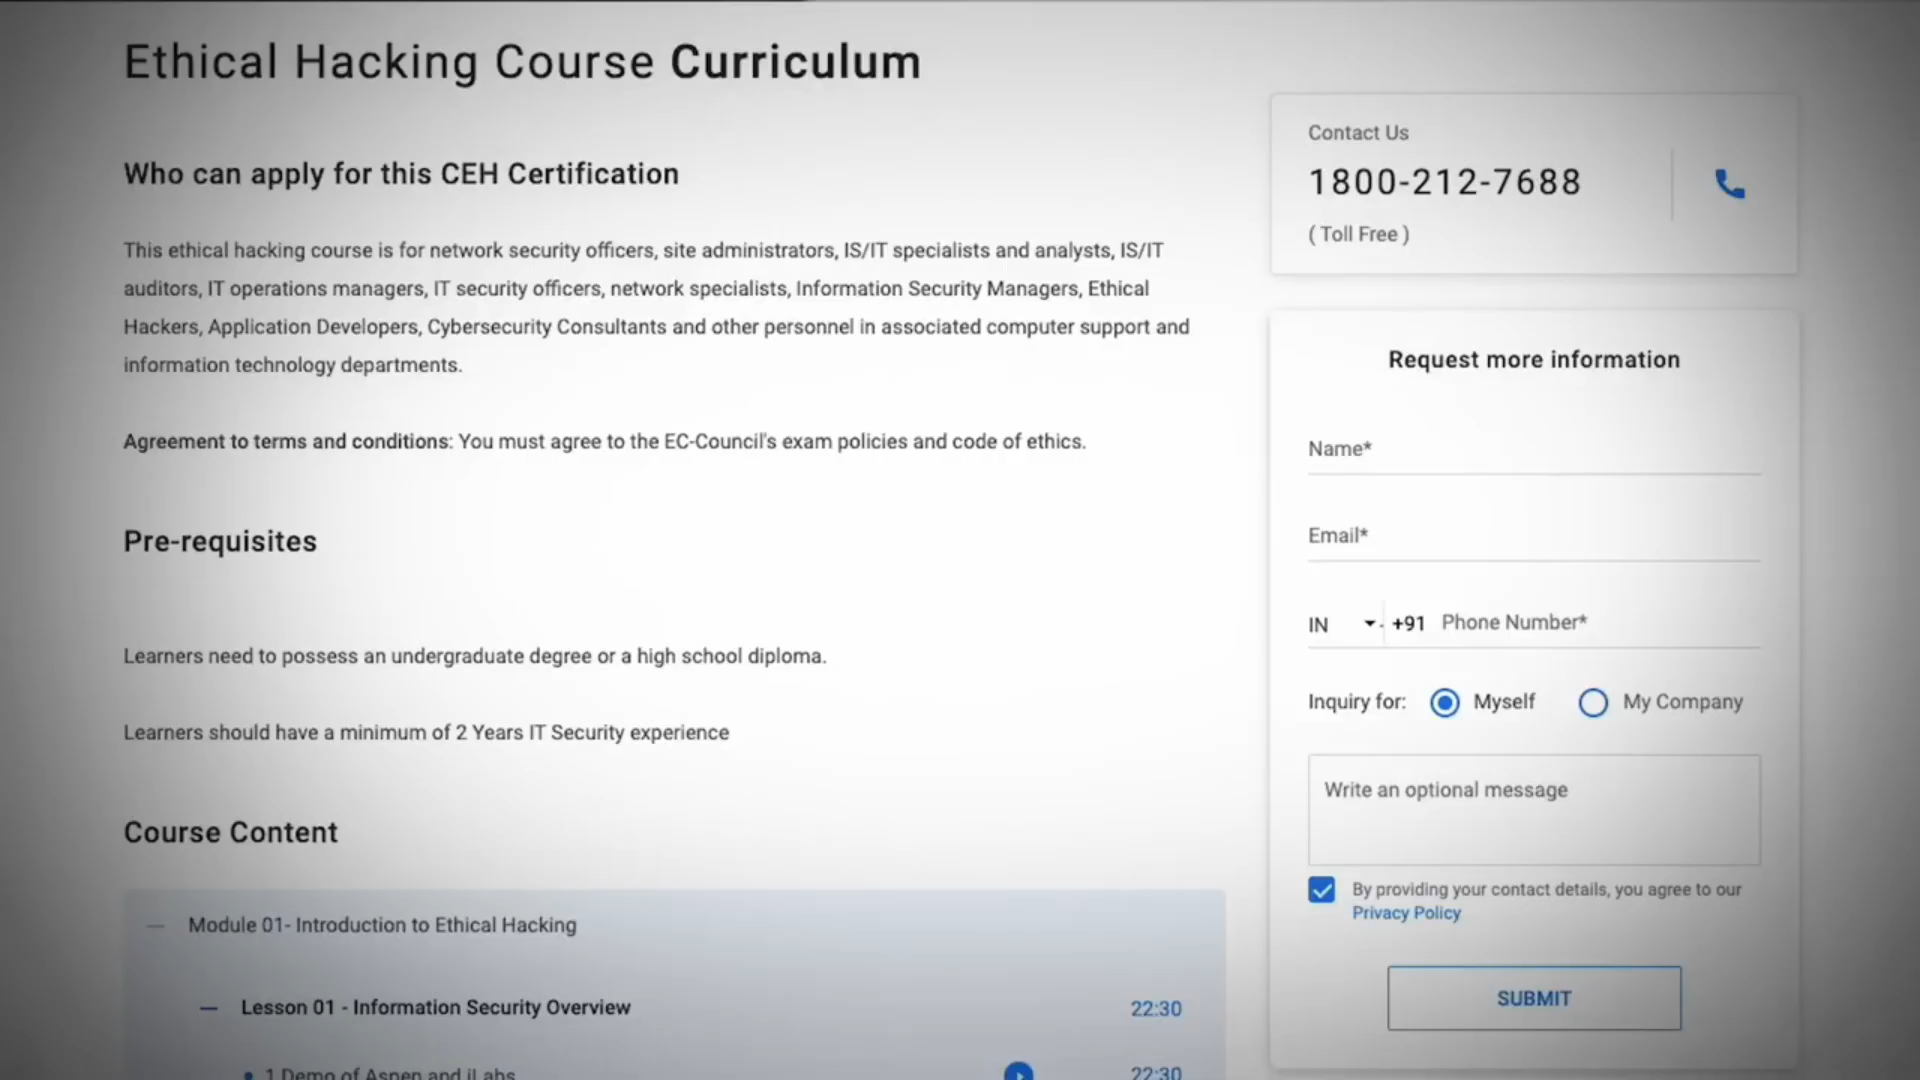 Ethical Hacking Course Curriculum
Who can apply for this CEH Certification
This ethical hacking course is for network security officers, site administrators, IS/IT specialists and analysts, IS/IT
auditors, IT operations managers, IT security officers, network specialists, Information Security Managers, Ethical
Hackers, Application Developers, Cybersecurity Consultants and other personnel in associated computer support and
information technology departments.
Agreement to terms and conditions: You must agree to the EC-Council's exam policies and code of ethics.
Pre-requisites
Learners need to possess an undergraduate degree or a high school diploma.
Learners should have a minimum of 2 Years IT Security experience
Course Content
Module 01- Introduction to Ethical Hacking
Lesson 01 - Information Security Overview 22:30
1 Demo of Aspen and iLabs 22:30
Contact Us
1800-212-7688
( Toll Free )
Request more information
Name*
Email*
IN +91 Phone Number*
Inquiry for: Myself My Company
Write an optional message
By providing your contact details, you agree to our
Privacy Policy
SUBMIT